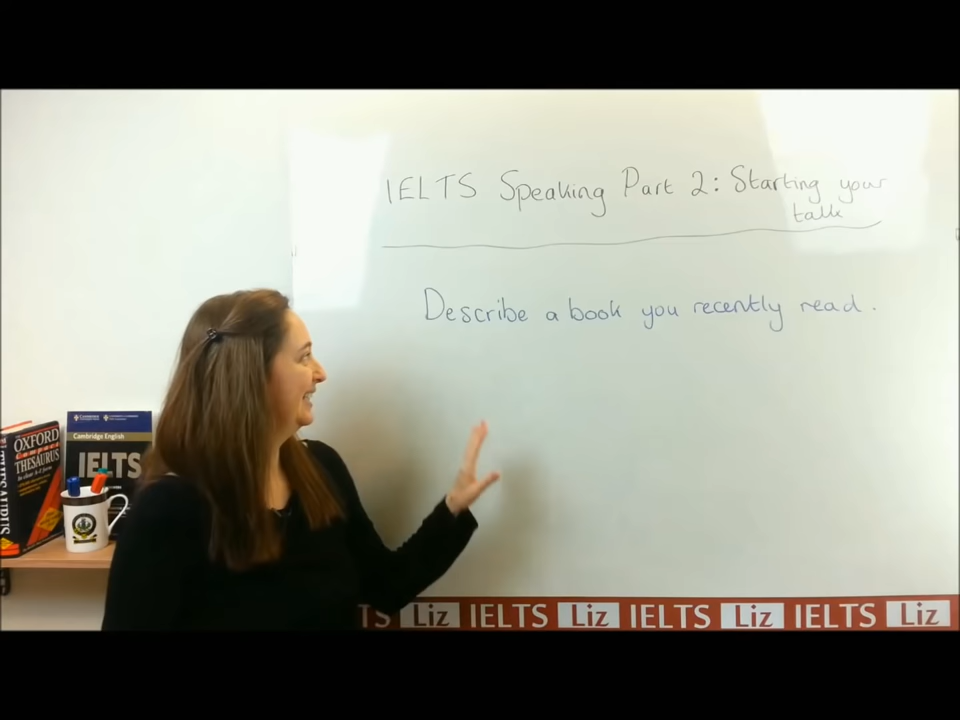 IELTS Speaking Part 2: Starting your
talk
Describe a book you recently read.
OXFORD
Compact
THESAURUS
Cambridge English
IELTS
TS Liz IELTS Liz IELTS Liz IELTS Liz